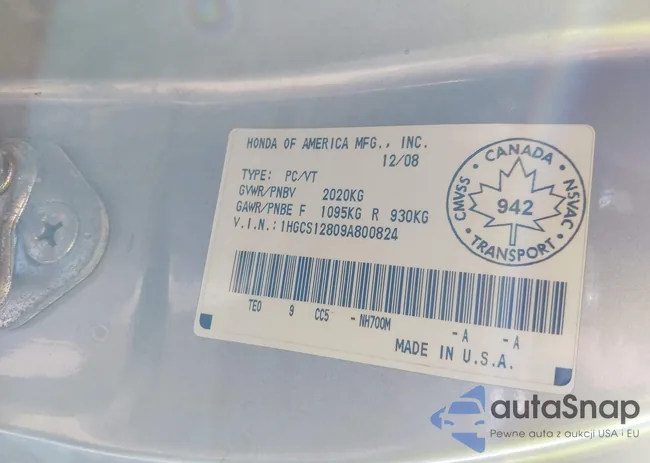 HONDA OF AMERICA MFG., INC.
12/08
TYPE: PC/VT
GVWR/PNBV 2020KG
GAWR/PNBE F 1095KG R 930KG
V.I.N.:1HGCS12809A800824
TEO 9 CC5 -NH700M -A -A
MADE IN U.S.A.
CANADA
CMVSS 942 NSVAC
TRANSPORT
autaSnap
Pewne auta z aukcji USA i EU